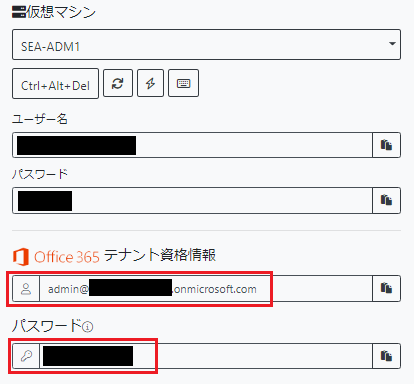 仮想マシン
SEA-ADM1
Ctrl+Alt+Del
ユーザー名
パスワード
Office 365 テナント資格情報
admin@
.onmicrosoft.com
パスワード